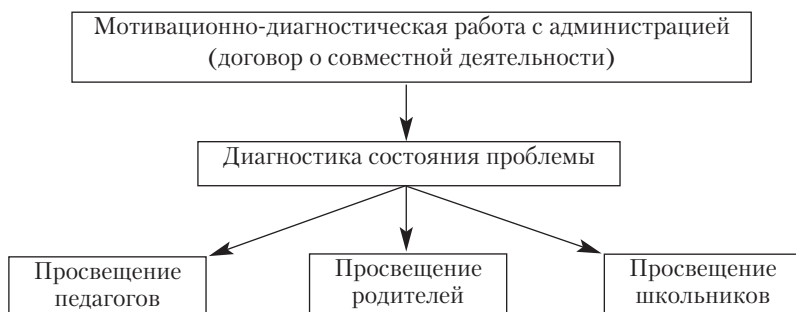 Мотивационно-диагностическая работа с администрацией
(договор о совместной деятельности)
Диагностика состояния проблемы
Просвещение
педагогов
Просвещение
родителей
Просвещение
школьников